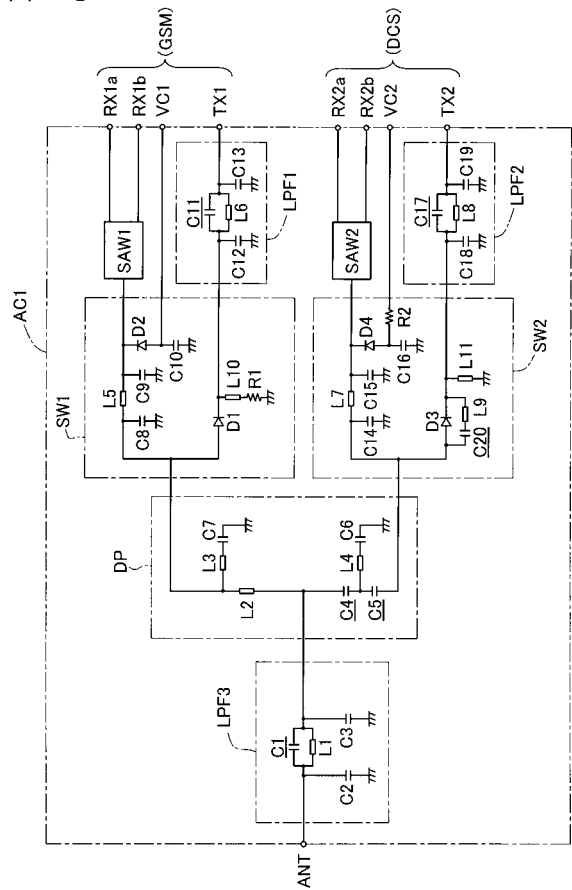 (GSM)
(DCS)
RX1a
RX1b
VC1
TX1
RX2a
RX2b
VC2
TX2
AC1
SAW1
C11
L6
C12
C13
LPF1
SAW2
C17
L8
C18
C19
LPF2
SW1
L5
C8
C9
D2
C10
L10
R1
D1
L7
C14
C15
D4
R2
C16
D3
L11
L9
C20
SW2
DP
L3
C7
L2
L4
C6
C4
C5
LPF3
C1
L1
C2
C3
ANT